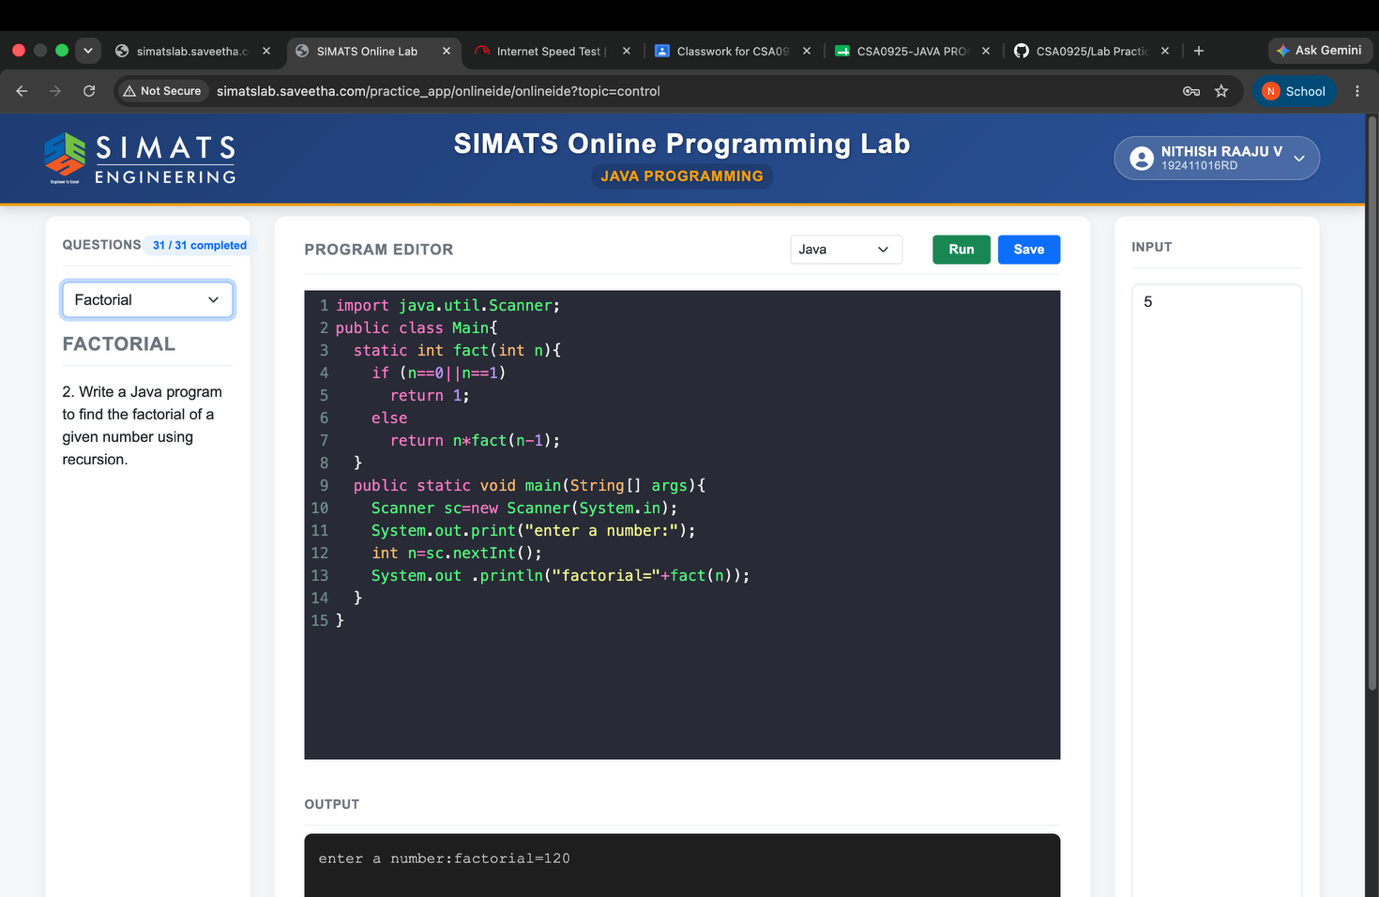 simatslab.saveetha.c
SIMATS Online Lab
Internet Speed Test |
Classwork for CSA09
CSA0925-JAVA PRO
CSA0925/Lab Practic
Ask Gemini
Not Secure
simatslab.saveetha.com/practice_app/onlineide/onlineide?topic=control
N School
SIMATS
ENGINEERING
SIMATS Online Programming Lab
JAVA PROGRAMMING
NITHISH RAAJU V
192411016RD
QUESTIONS 31 / 31 completed
Factorial
FACTORIAL
2. Write a Java program
to find the factorial of a
given number using
recursion.
PROGRAM EDITOR
Java
Run
Save
1 import java.util.Scanner;
2 public class Main{
3   static int fact(int n){
4     if (n==0||n==1)
5       return 1;
6     else
7       return n*fact(n-1);
8   }
9   public static void main(String[] args){
10     Scanner sc=new Scanner(System.in);
11     System.out.print("enter a number:");
12     int n=sc.nextInt();
13     System.out .println("factorial="+fact(n));
14   }
15 }
OUTPUT
enter a number:factorial=120
INPUT
5